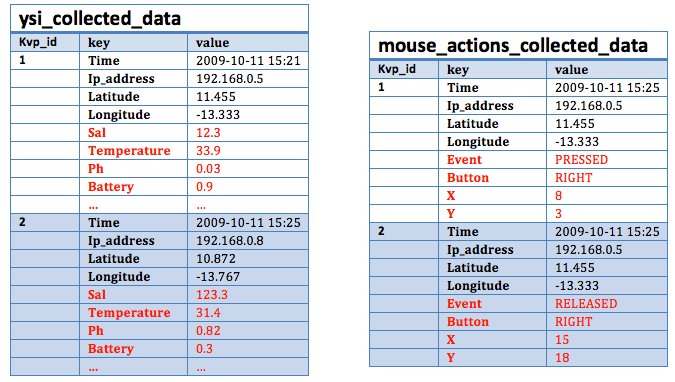 ysi_collected_data
Kvp_id key value
1 Time 2009-10-11 15:21
Ip_address 192.168.0.5
Latitude 11.455
Longitude -13.333
Sal 12.3
Temperature 33.9
Ph 0.03
Battery 0.9
... ...
2 Time 2009-10-11 15:25
Ip_address 192.168.0.8
Latitude 10.872
Longitude -13.767
Sal 123.3
Temperature 31.4
Ph 0.82
Battery 0.3
... ...
mouse_actions_collected_data
Kvp_id key value
1 Time 2009-10-11 15:25
Ip_address 192.168.0.5
Latitude 11.455
Longitude -13.333
Event PRESSED
Button RIGHT
X 8
Y 3
2 Time 2009-10-11 15:25
Ip_address 192.168.0.5
Latitude 11.455
Longitude -13.333
Event RELEASED
Button RIGHT
X 15
Y 18